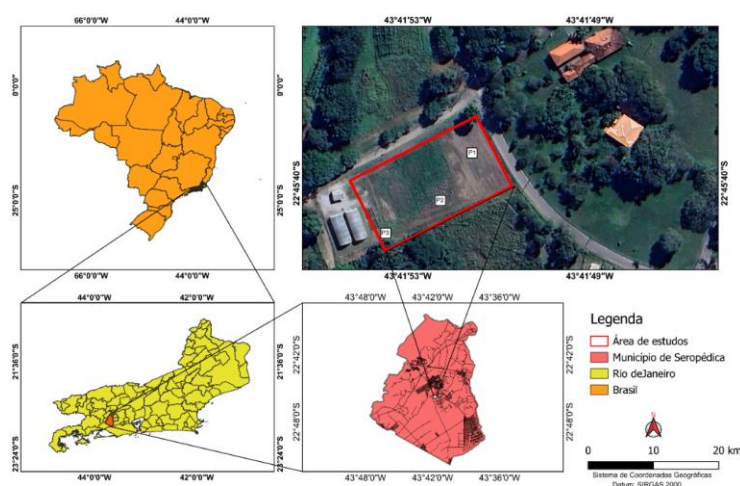 66°0'0"W 44°0'0"W
0°0'0"
25°0'0"S
0°0'0"
25°0'0"S
66°0'0"W 44°0'0"W
43°41'53"W 43°41'49"W
22°45'40"S
22°45'40"S
P1
P2
P3
43°41'53"W 43°41'49"W
44°0'0"W 42°0'0"W
21°36'0"S
23°24'0"S
21°36'0"S
23°24'0"S
44°0'0"W 42°0'0"W
43°48'0"W 43°42'0"W 43°36'0"W
22°42'0"S
22°48'0"S
22°42'0"S
22°48'0"S
43°48'0"W 43°42'0"W 43°36'0"W
Legenda
Área de estudos
Município de Seropédica
Rio deJaneiro
Brasil
N
0 10 20 km
Sistema de Coordenadas Geográficas
Datum: SIRGAS 2000